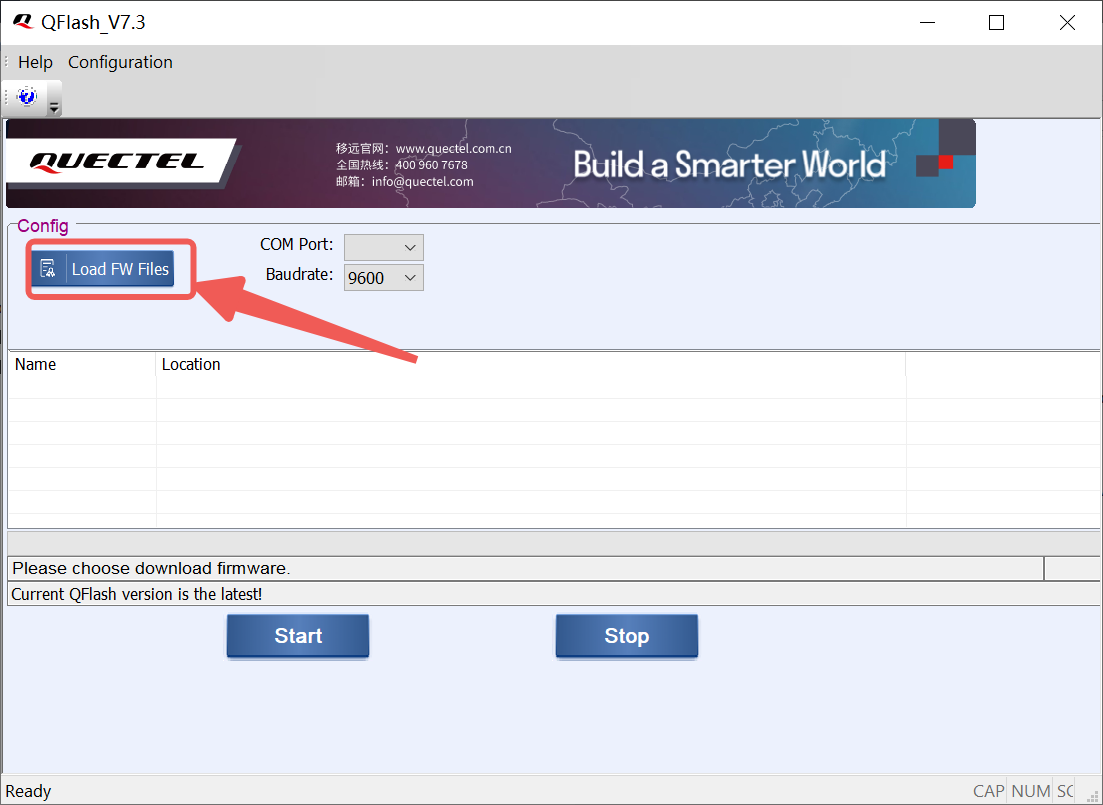 QFlash_V7.3
Help Configuration
QUECTEL
移远官网：www.quectel.com.cn
全国热线：400 960 7678
邮箱：info@quectel.com
Build a Smarter World
Config
Load FW Files
COM Port:
Baudrate: 9600
Name Location
Please choose download firmware.
Current QFlash version is the latest!
Start Stop
Ready CAP NUM SC